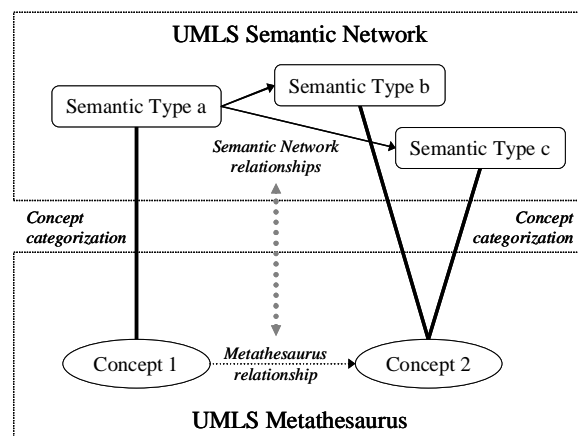 UMLS Semantic Network
Semantic Type a
Semantic Type b
Semantic Type c
Semantic Network
relationships
Concept
categorization
Concept
categorization
Concept 1
Metathesaurus
relationship
Concept 2
UMLS Metathesaurus